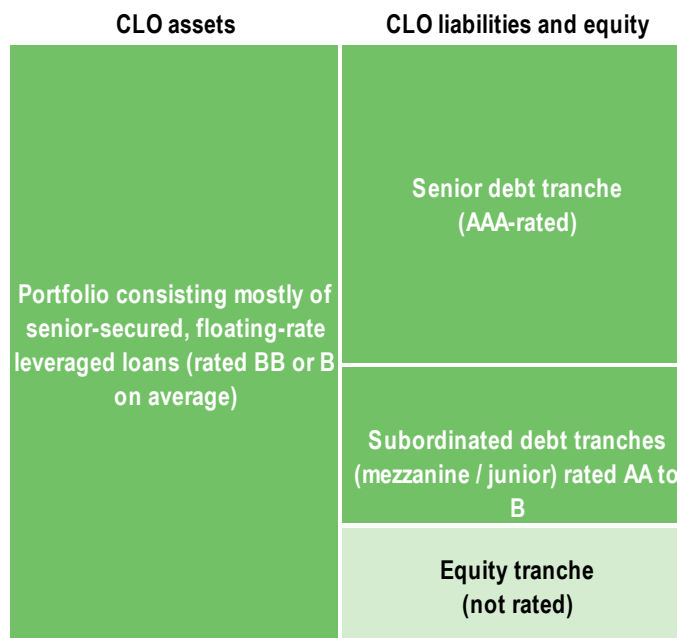 CLO assets
CLO liabilities and equity
Portfolio consisting mostly of
senior-secured, floating-rate
leveraged loans (rated BB or B
on average)
Senior debt tranche
(AAA-rated)
Subordinated debt tranches
(mezzanine / junior) rated AA to
B
Equity tranche
(not rated)